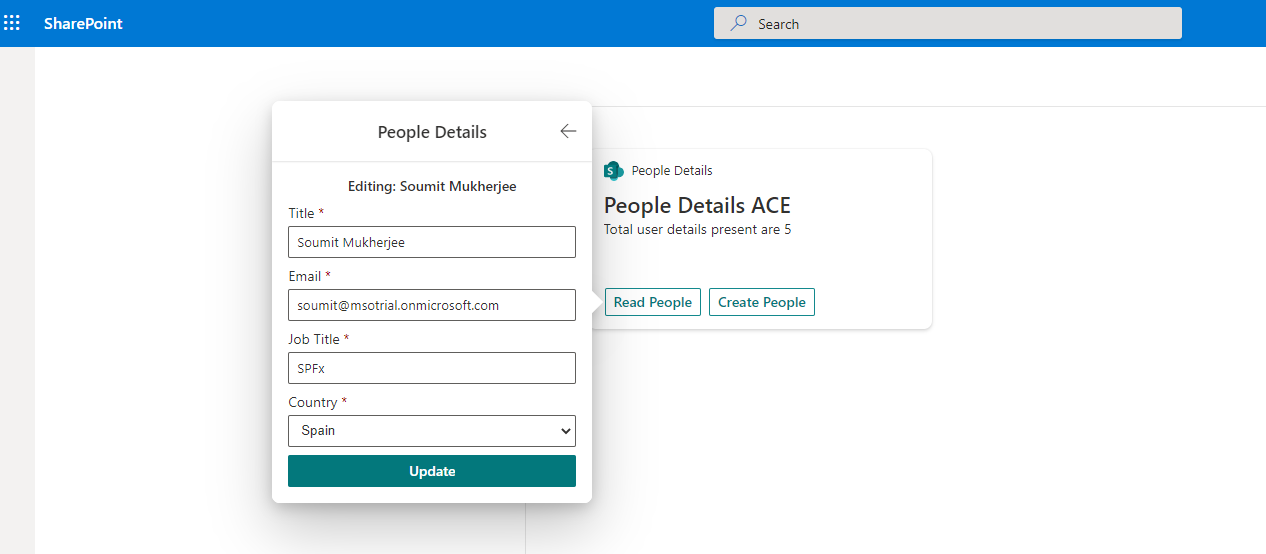 SharePoint
Search
People Details
Editing: Soumit Mukherjee
Title *
Soumit Mukherjee
Email *
soumit@msotrial.onmicrosoft.com
Job Title *
SPFx
Country *
Spain
Update
S
People Details
People Details ACE
Total user details present are 5
Read People
Create People